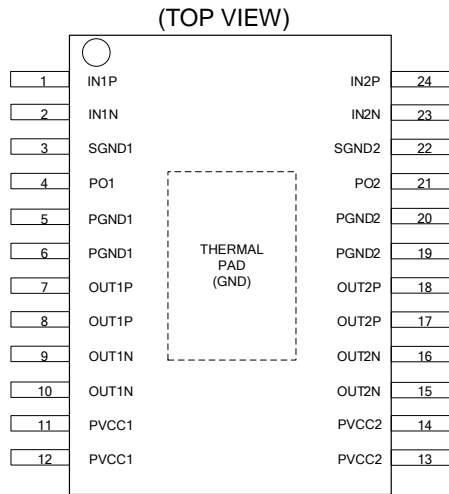 (TOP VIEW)
1 IN1P IN2P 24
2 IN1N IN2N 23
3 SGND1 SGND2 22
4 PO1 PO2 21
5 PGND1 PGND2 20
6 PGND1 PGND2 19
THERMAL
PAD
(GND)
7 OUT1P OUT2P 18
8 OUT1P OUT2P 17
9 OUT1N OUT2N 16
10 OUT1N OUT2N 15
11 PVCC1 PVCC2 14
12 PVCC1 PVCC2 13